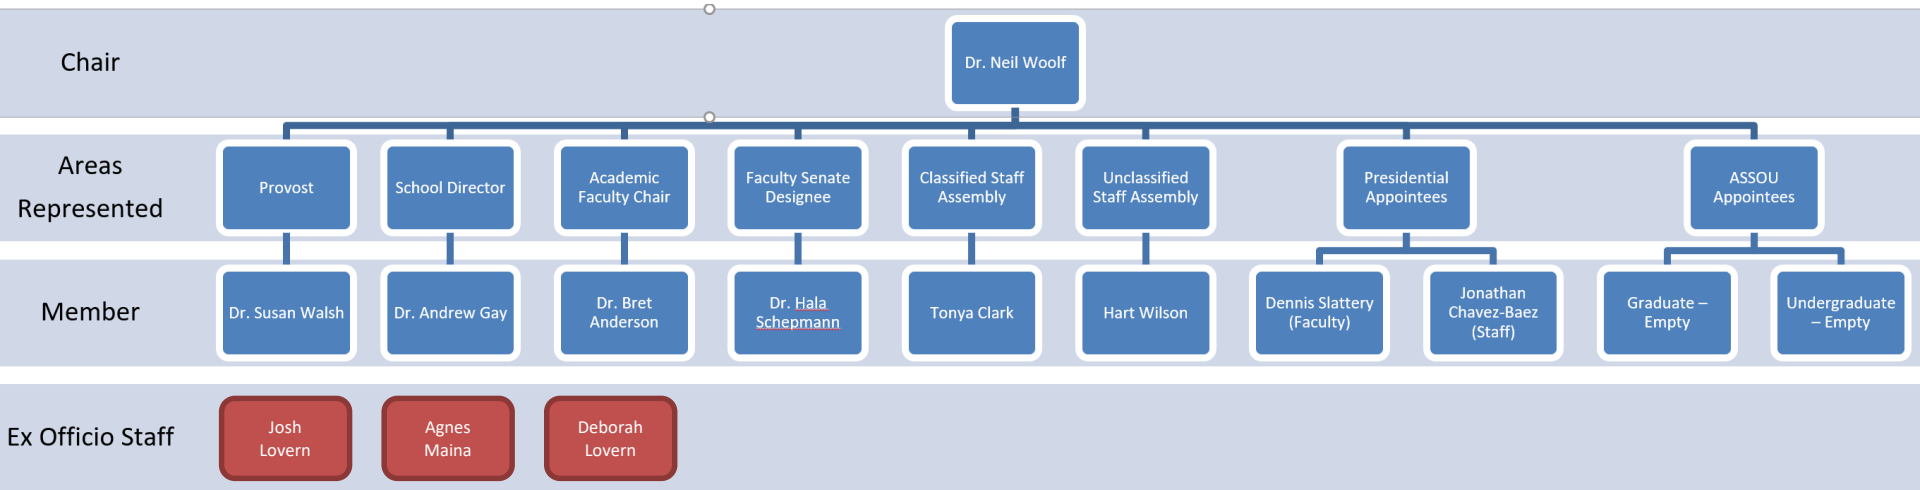 Chair
Dr. Neil Woolf
Areas
Represented
Provost
School Director
Academic
Faculty Chair
Faculty Senate
Designee
Classified Staff
Assembly
Unclassified
Staff Assembly
Presidential
Appointees
ASSOU
Appointees
Member
Dr. Susan Walsh
Dr. Andrew Gay
Dr. Bret
Anderson
Dr. Hala
Schepmann
Tonya Clark
Hart Wilson
Dennis Slattery
(Faculty)
Jonathan
Chavez-Baez
(Staff)
Graduate –
Empty
Undergraduate
– Empty
Ex Officio Staff
Josh
Lovern
Agnes
Maina
Deborah
Lovern